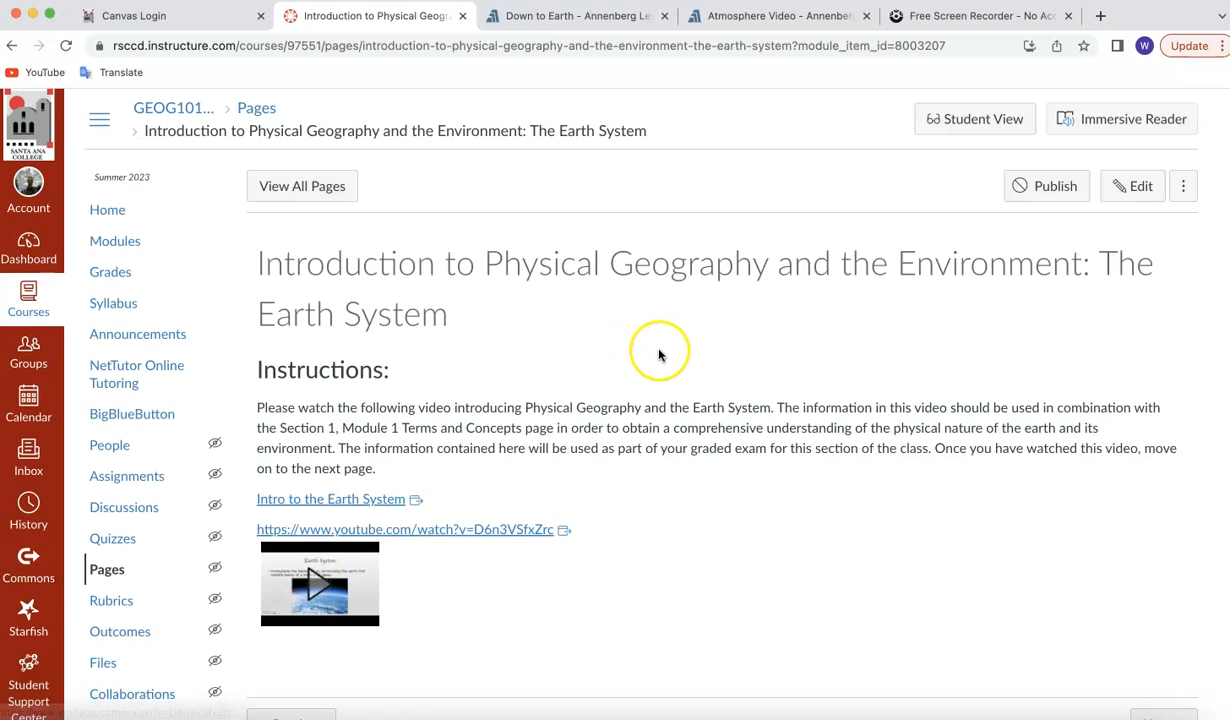 Canvas Login
Introduction to Physical Geogr
Down to Earth - Annenberg Le
Atmosphere Video - Annenber
Free Screen Recorder - No Acc
rsccd.instructure.com/courses/97551/pages/introduction-to-physical-geography-and-the-environment-the-earth-system?module_item_id=8003207
W
Update
YouTube
Translate
SANTA ANA
COLLEGE
Account
Dashboard
Courses
Groups
Calendar
Inbox
History
Commons
Starfish
Student
Support
Center
GEOG101... > Pages
> Introduction to Physical Geography and the Environment: The Earth System
Student View
Immersive Reader
Summer 2023
Home
Modules
Grades
Syllabus
Announcements
NetTutor Online
Tutoring
BigBlueButton
People
Assignments
Discussions
Quizzes
Pages
Rubrics
Outcomes
Files
Collaborations
View All Pages
Publish
Edit
Introduction to Physical Geography and the Environment: The
Earth System
Instructions:
Please watch the following video introducing Physical Geography and the Earth System. The information in this video should be used in combination with
the Section 1, Module 1 Terms and Concepts page in order to obtain a comprehensive understanding of the physical nature of the earth and its
environment. The information contained here will be used as part of your graded exam for this section of the class. Once you have watched this video, move
on to the next page.
Intro to the Earth System
https://www.youtube.com/watch?v=D6n3VSfxZrc
Earth System